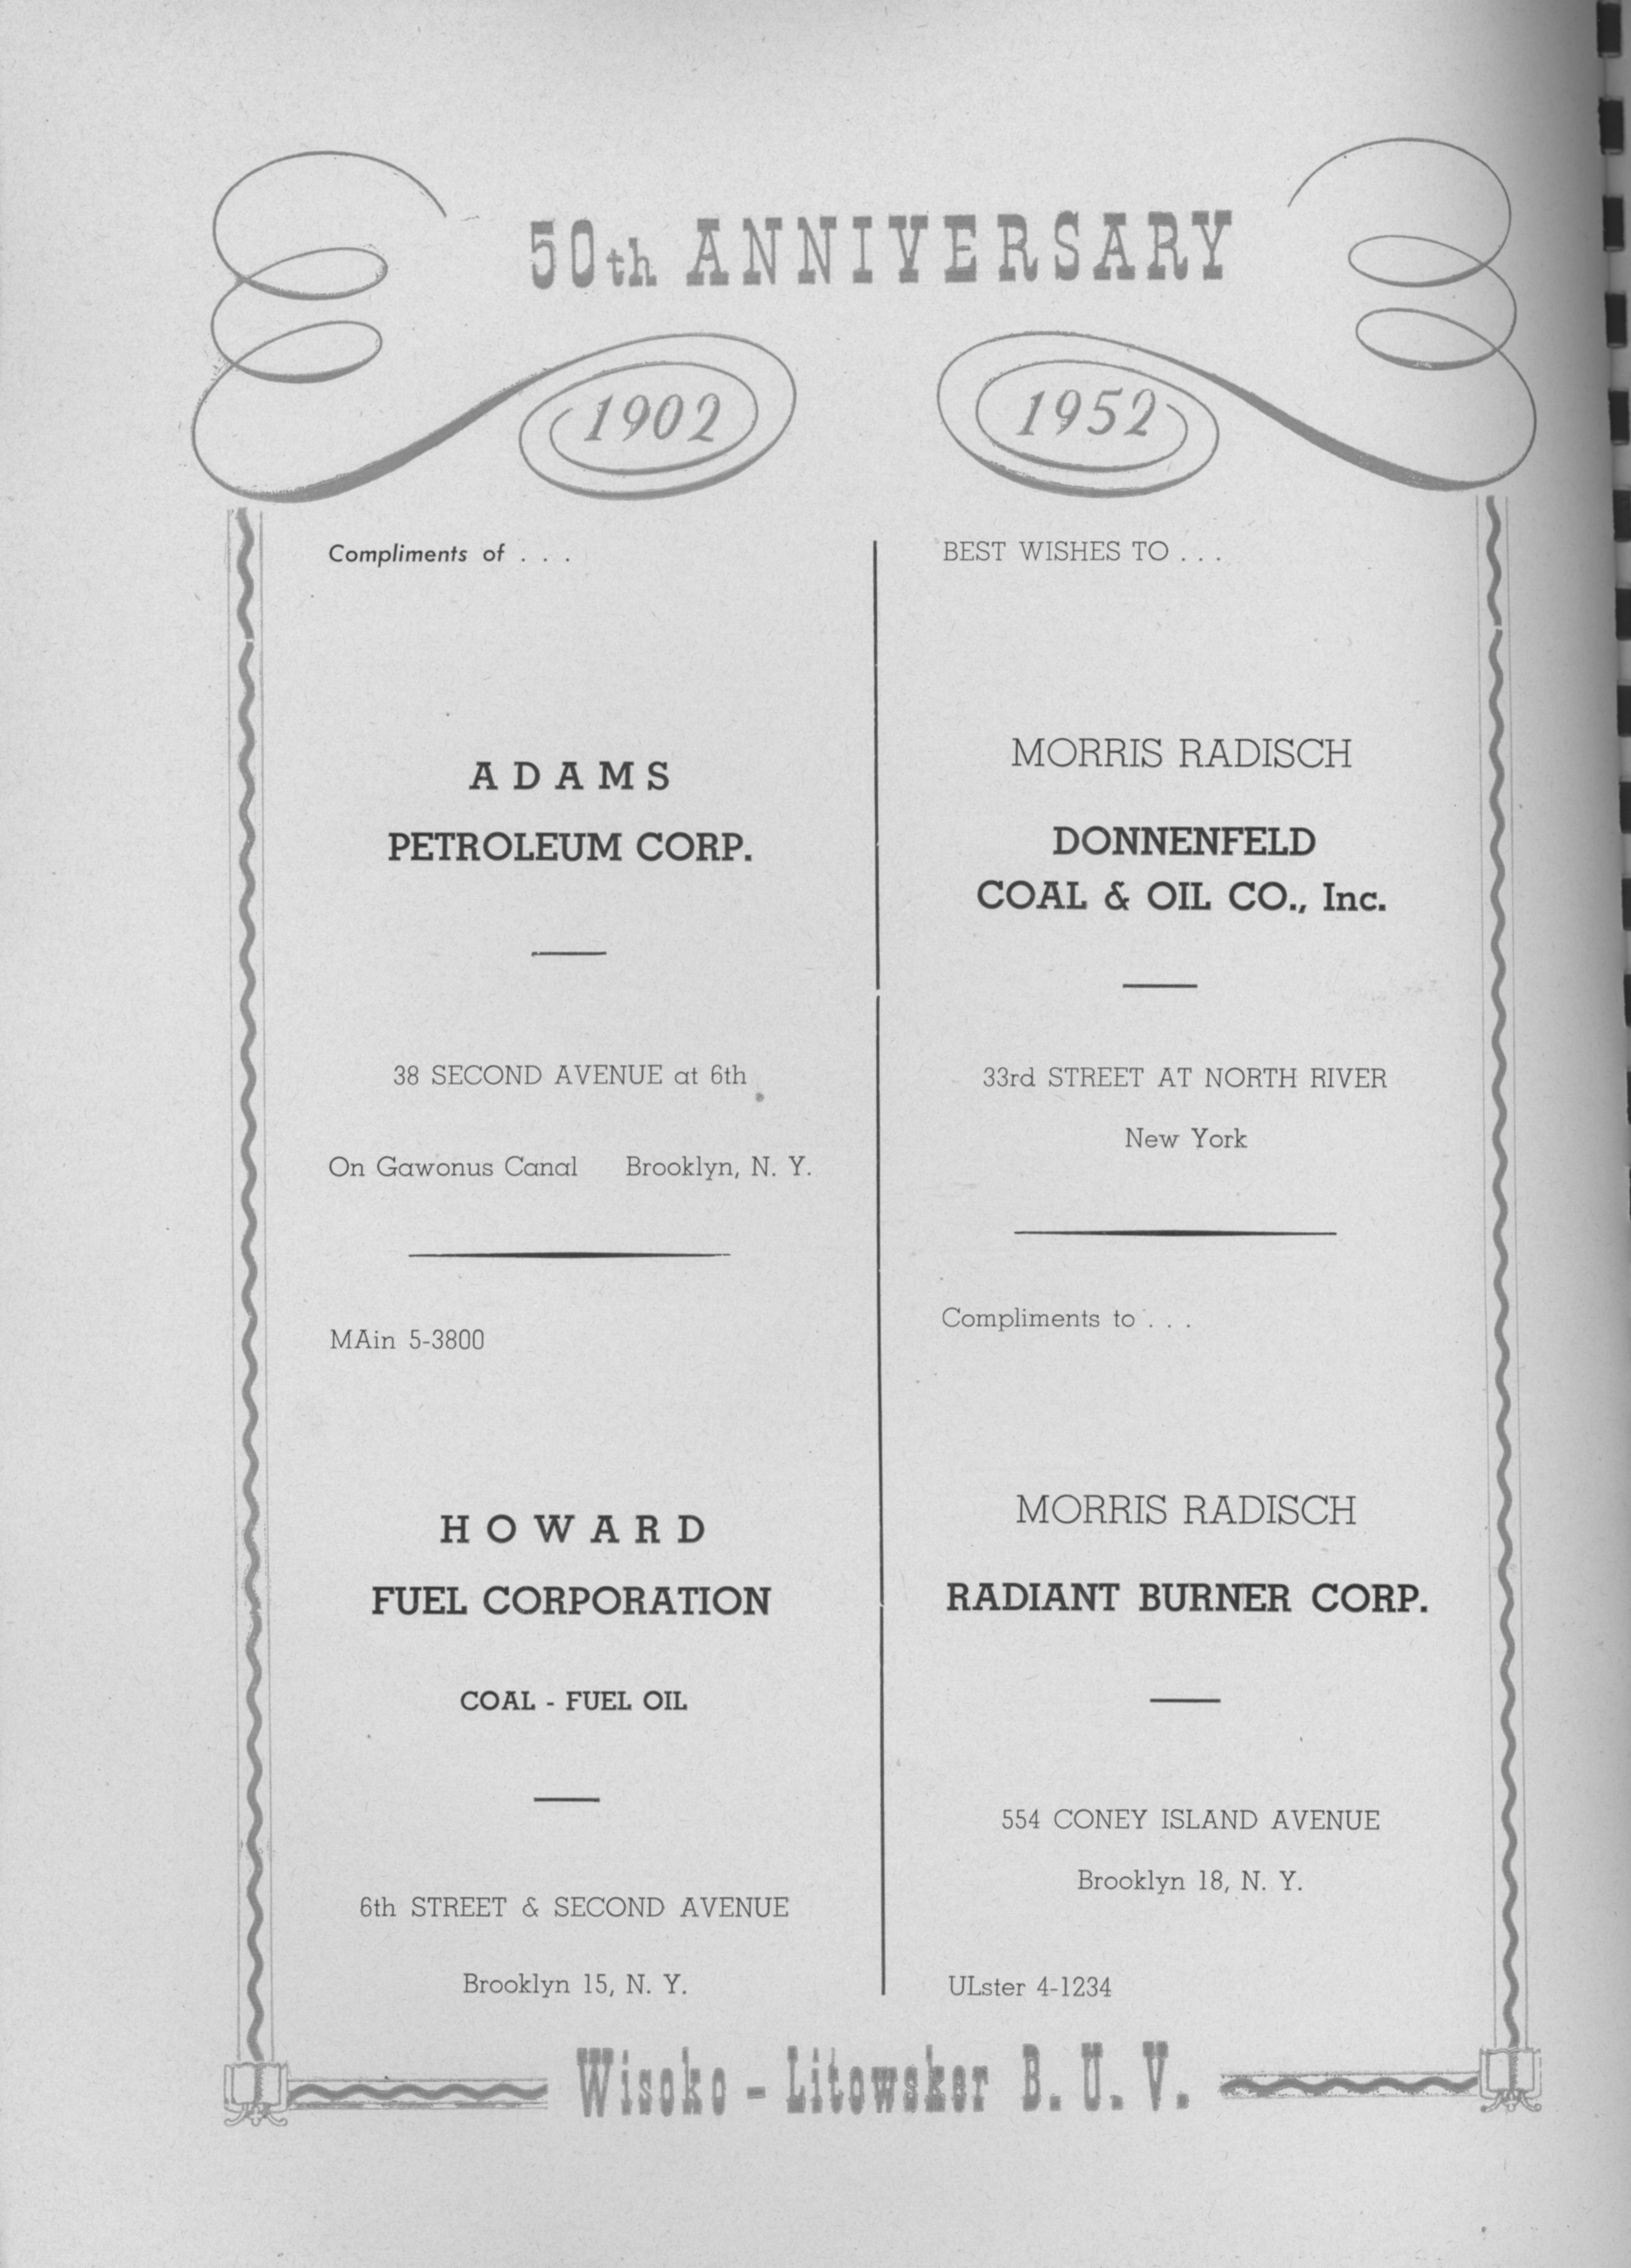 50th ANNIVERSARY
1902
1952
Compliments of . . .
ADAMS
PETROLEUM CORP.
38 SECOND AVENUE at 6th
On Gawonus Canal Brooklyn, N. Y.
MAin 5-3800
HOWARD
FUEL CORPORATION
COAL - FUEL OIL
6th STREET & SECOND AVENUE
Brooklyn 15, N. Y.
BEST WISHES TO . . .
MORRIS RADISCH
DONNENFELD
COAL & OIL CO., Inc.
33rd STREET AT NORTH RIVER
New York
Compliments to . . .
MORRIS RADISCH
RADIANT BURNER CORP.
554 CONEY ISLAND AVENUE
Brooklyn 18, N. Y.
ULster 4-1234
Wisoko - Litowsker B. U. V.